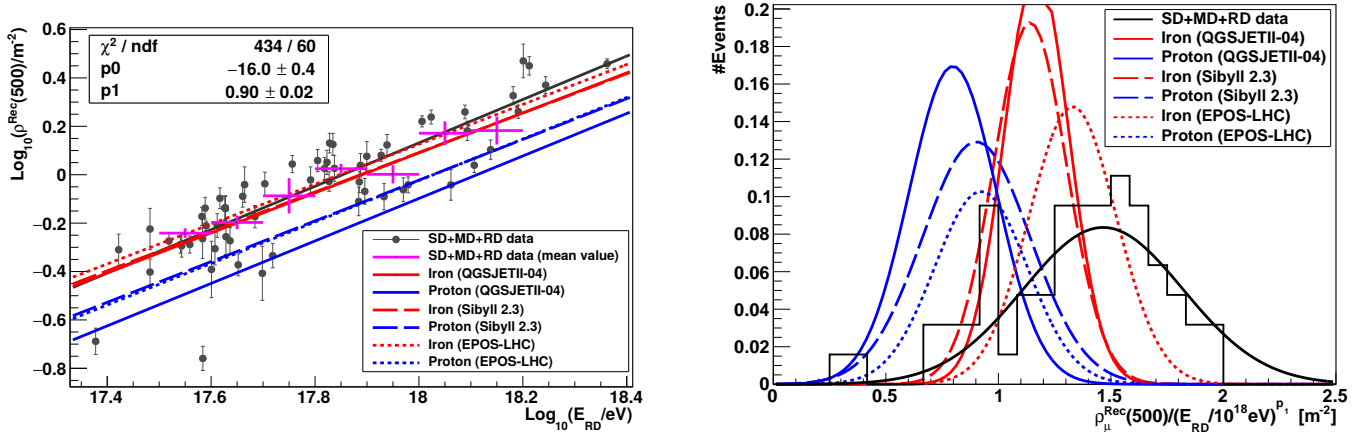 χ² / ndf 434 / 60
p0 −16.0 ± 0.4
p1 0.90 ± 0.02
Log₁₀(ρ^Rec(500)/m⁻²)
0.6
0.4
0.2
0
−0.2
−0.4
−0.6
−0.8
SD+MD+RD data
SD+MD+RD data (mean value)
Iron (QGSJETII-04)
Proton (QGSJETII-04)
Iron (Sibyll 2.3)
Proton (Sibyll 2.3)
Iron (EPOS-LHC)
Proton (EPOS-LHC)
17.4 17.6 17.8 18 18.2 18.4
Log₁₀(E_RD/eV)
#Events
0.2
0.18
0.16
0.14
0.12
0.1
0.08
0.06
0.04
0.02
0
SD+MD+RD data
Iron (QGSJETII-04)
Proton (QGSJETII-04)
Iron (Sibyll 2.3)
Proton (Sibyll 2.3)
Iron (EPOS-LHC)
Proton (EPOS-LHC)
0 0.5 1 1.5 2 2.5
ρ_μ^Rec(500)/(E_RD/10¹⁸eV)^p₁ [m⁻²]